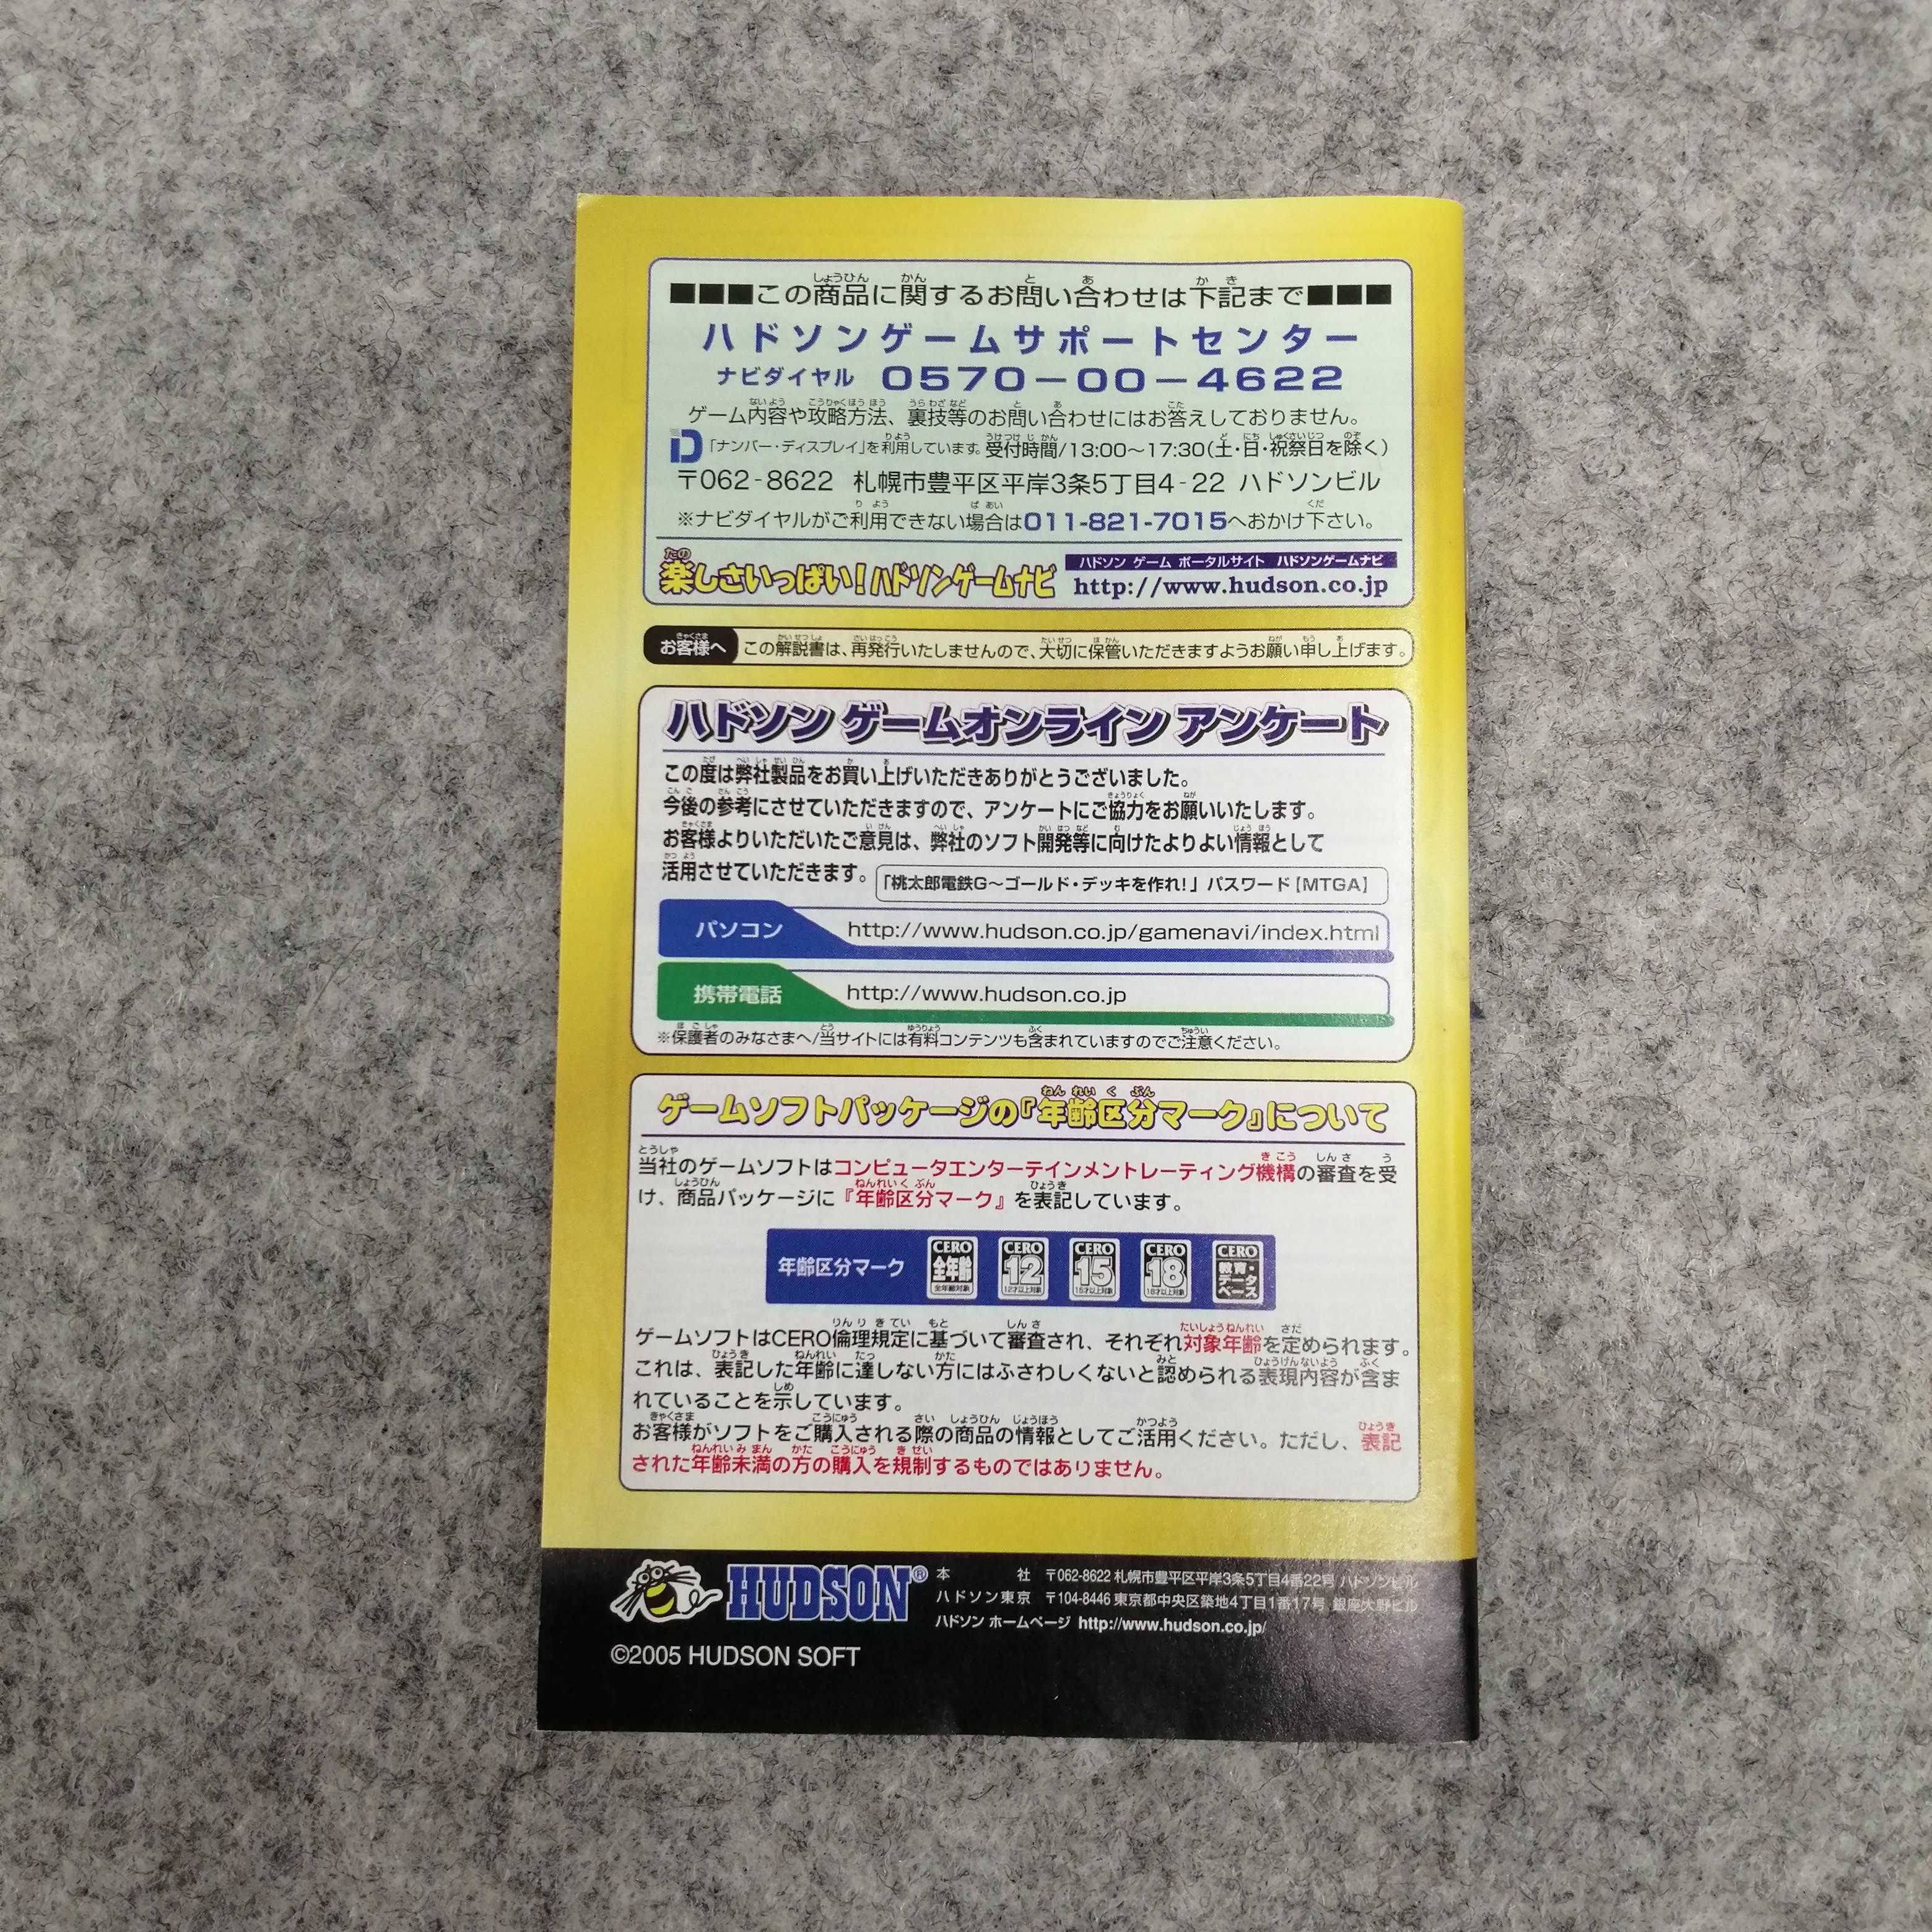 ■■■この商品に関するお問い合わせは下記まで■■■
ハドソンゲームサポートセンター
ナビダイヤル 0570-00-4622
ゲーム内容や攻略方法、裏技等のお問い合わせにはお答えしておりません。
D「ナンバー・ディスプレイ」を利用しています。受付時間/13:00〜17:30(土・日・祝祭日を除く)
〒062-8622 札幌市豊平区平岸3条5丁目4-22 ハドソンビル
※ナビダイヤルがご利用できない場合は011-821-7015へおかけ下さい。
楽しさいっぱい!ハドソンゲームナビ
ハドソン ゲーム ポータルサイト ハドソンゲームナビ
http://www.hudson.co.jp
お客様へ この解説書は、再発行いたしませんので、大切に保管いただきますようお願い申し上げます。
ハドソン ゲームオンライン アンケート
この度は弊社製品をお買い上げいただきありがとうございました。
今後の参考にさせていただきますので、アンケートにご協力をお願いいたします。
お客様よりいただいたご意見は、弊社のソフト開発等に向けたよりよい情報として
活用させていただきます。
「桃太郎電鉄G〜ゴールド・デッキを作れ!」パスワード【MTGA】
パソコン http://www.hudson.co.jp/gamenavi/index.html
携帯電話 http://www.hudson.co.jp
※保護者のみなさまへ/当サイトには有料コンテンツも含まれていますのでご注意ください。
ゲームソフトパッケージの『年齢区分マーク』について
当社のゲームソフトはコンピュータエンターテインメントレーティング機構の審査を受
け、商品パッケージに『年齢区分マーク』を表記しています。
年齢区分マーク
CERO 全年齢 全年齢対象
CERO 12 12才以上対象
CERO 15 15才以上対象
CERO 18 18才以上対象
CERO 教育・データベース
ゲームソフトはCERO倫理規定に基づいて審査され、それぞれ対象年齢を定められます。
これは、表記した年齢に達しない方にはふさわしくないと認められる表現内容が含ま
れていることを示しています。
お客様がソフトをご購入される際の商品の情報としてご活用ください。ただし、表記
された年齢未満の方の購入を規制するものではありません。
HUDSON®
本社 〒062-8622 札幌市豊平区平岸3条5丁目4番22号 ハドソンビル
ハドソン東京 〒104-8446 東京都中央区築地4丁目1番17号 銀座大野ビル
ハドソン ホームページ http://www.hudson.co.jp/
©2005 HUDSON SOFT